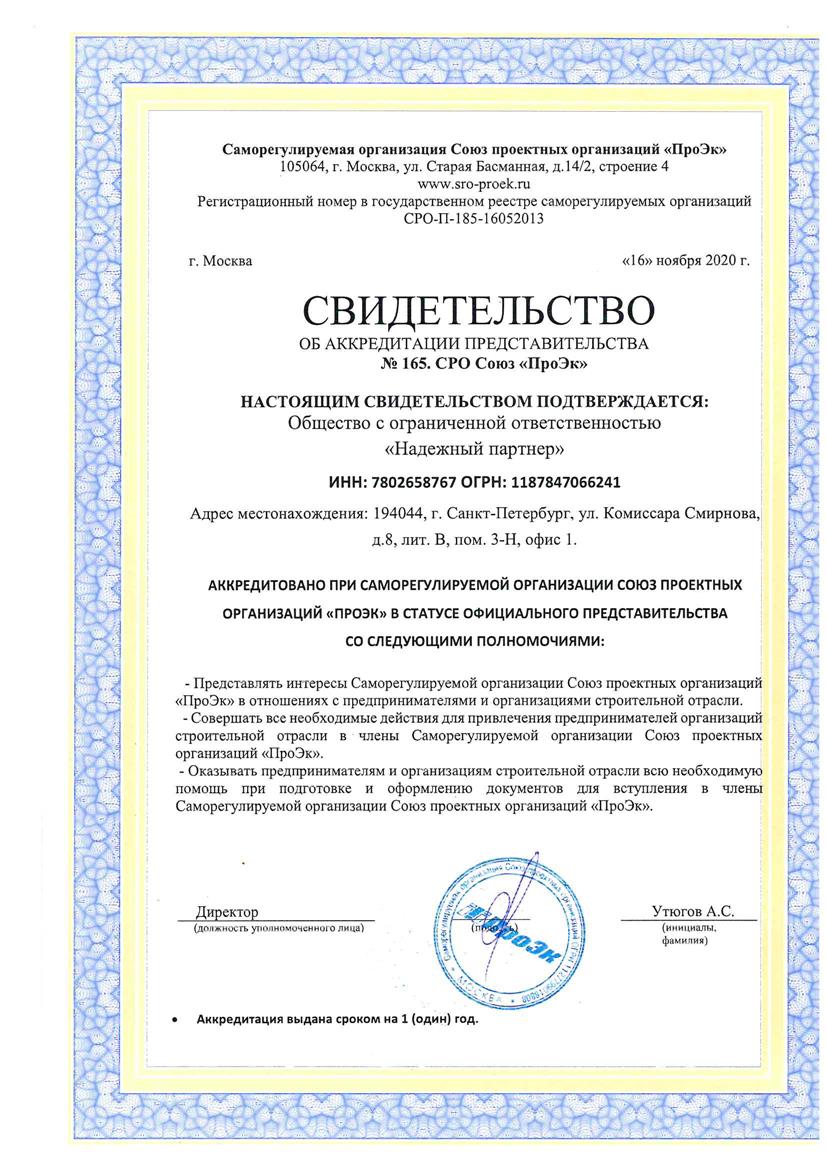 Саморегулируемая организация Союз проектных организаций «ПроЭк»
105064, г. Москва, ул. Старая Басманная, д.14/2, строение 4
www.sro-proek.ru
Регистрационный номер в государственном реестре саморегулируемых организаций
СРО-П-185-16052013
г. Москва «16» ноября 2020 г.
СВИДЕТЕЛЬСТВО
ОБ АККРЕДИТАЦИИ ПРЕДСТАВИТЕЛЬСТВА
№ 165. СРО Союз «ПроЭк»
НАСТОЯЩИМ СВИДЕТЕЛЬСТВОМ ПОДТВЕРЖДАЕТСЯ:
Общество с ограниченной ответственностью
«Надежный партнер»
ИНН: 7802658767 ОГРН: 1187847066241
Адрес местонахождения: 194044, г. Санкт-Петербург, ул. Комиссара Смирнова,
д.8, лит. В, пом. 3-Н, офис 1.
АККРЕДИТОВАНО ПРИ САМОРЕГУЛИРУЕМОЙ ОРГАНИЗАЦИИ СОЮЗ ПРОЕКТНЫХ
ОРГАНИЗАЦИЙ «ПРОЭК» В СТАТУСЕ ОФИЦИАЛЬНОГО ПРЕДСТАВИТЕЛЬСТВА
СО СЛЕДУЮЩИМИ ПОЛНОМОЧИЯМИ:
- Представлять интересы Саморегулируемой организации Союз проектных организаций
«ПроЭк» в отношениях с предпринимателями и организациями строительной отрасли.
- Совершать все необходимые действия для привлечения предпринимателей организаций
строительной отрасли в члены Саморегулируемой организации Союз проектных
организаций «ПроЭк».
- Оказывать предпринимателям и организациям строительной отрасли всю необходимую
помощь при подготовке и оформлению документов для вступления в члены
Саморегулируемой организации Союз проектных организаций «ПроЭк».
Директор Утюгов А.С.
(должность уполномоченного лица) (подпись) (инициалы,
фамилия)
ПроЭк
МОСКВА
• Аккредитация выдана сроком на 1 (один) год.